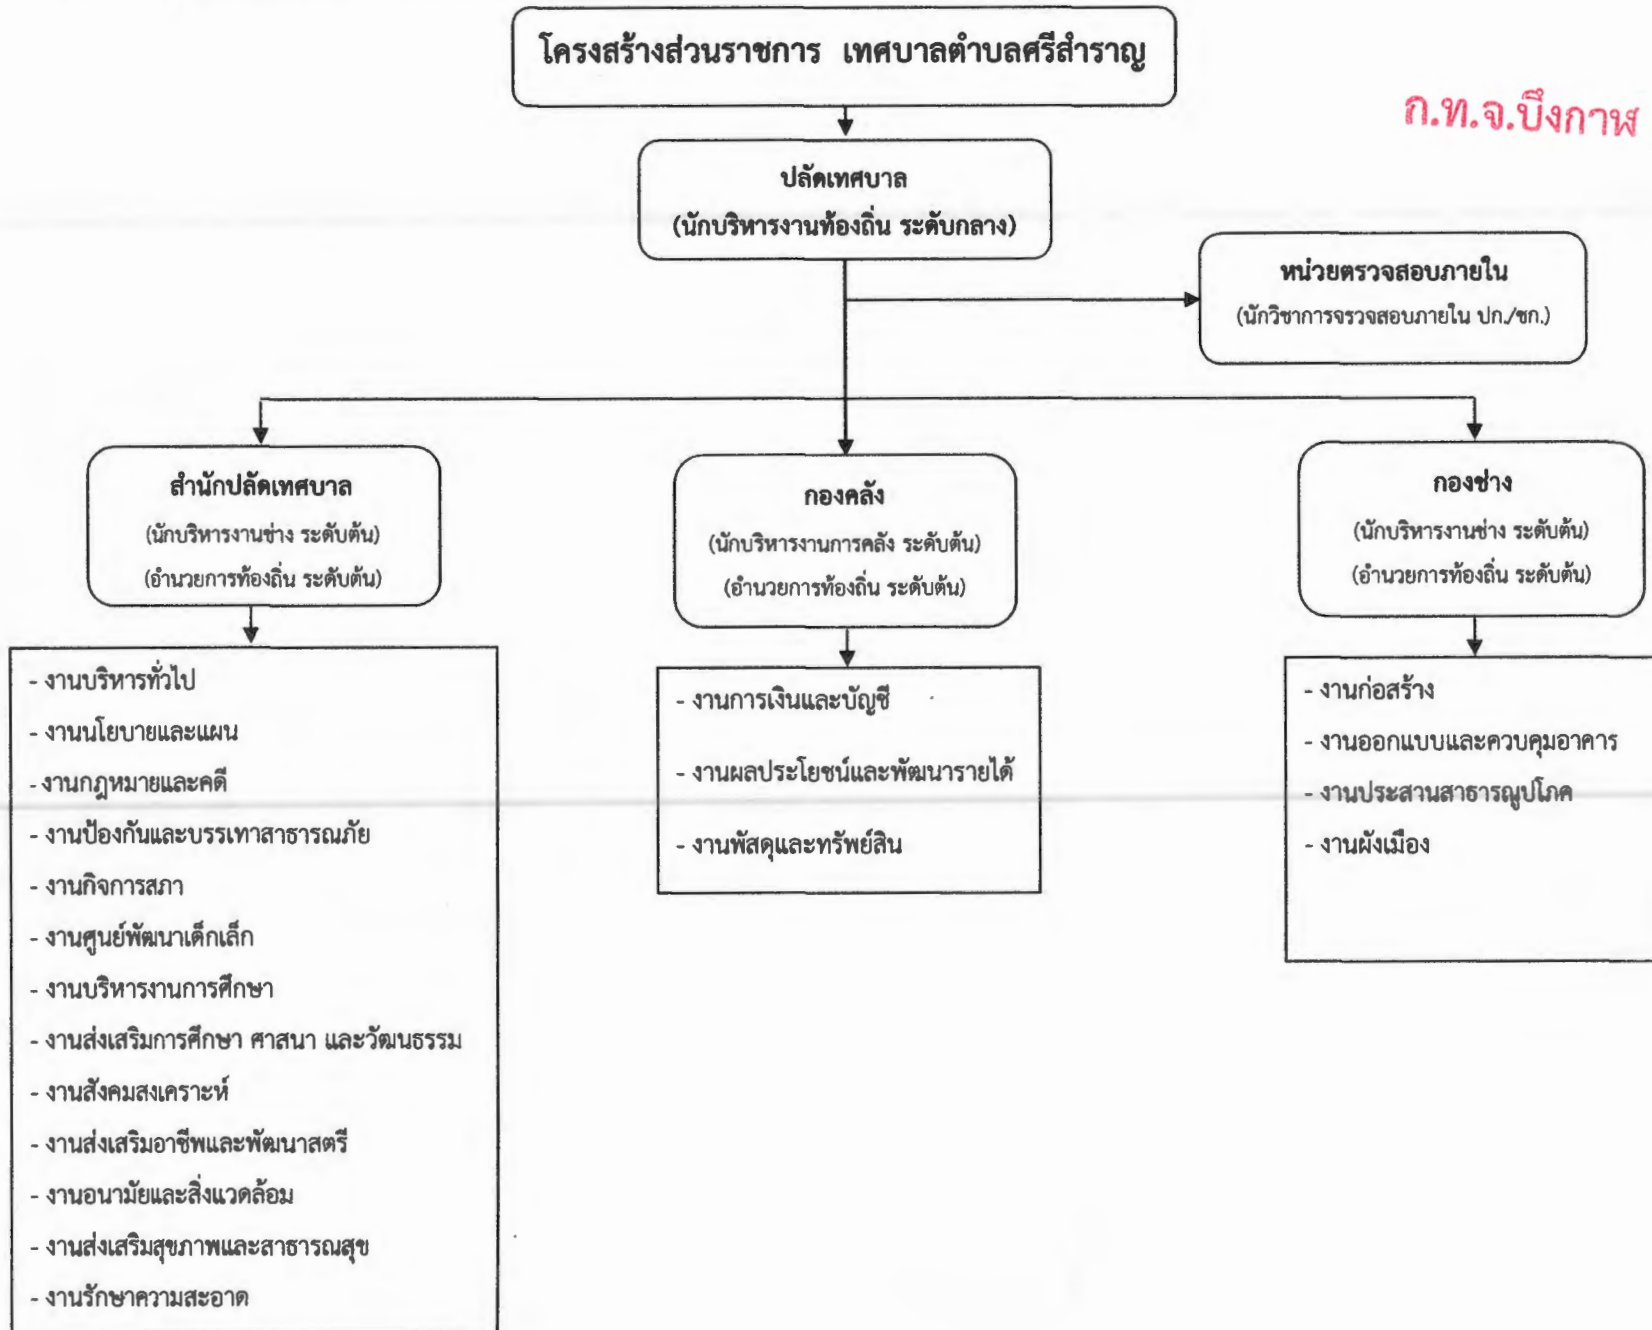 โครงสร้างส่วนราชการ เทศบาลตำบลศรีสำราญ
ก.ท.จ.บึงกาฬ
ปลัดเทศบาล
(นักบริหารงานท้องถิ่น ระดับกลาง)
หน่วยตรวจสอบภายใน
(นักวิชาการจรวจสอบภายใน ปก./ชก.)
สำนักปลัดเทศบาล
(นักบริหารงานช่าง ระดับต้น)
(อำนวยการท้องถิ่น ระดับต้น)
- งานบริหารทั่วไป
- งานนโยบายและแผน
- งานกฎหมายและคดี
- งานป้องกันและบรรเทาสาธารณภัย
- งานกิจการสภา
- งานศูนย์พัฒนาเด็กเล็ก
- งานบริหารงานการศึกษา
- งานส่งเสริมการศึกษา ศาสนา และวัฒนธรรม
- งานสังคมสงเคราะห์
- งานส่งเสริมอาชีพและพัฒนาสตรี
- งานอนามัยและสิ่งแวดล้อม
- งานส่งเสริมสุขภาพและสาธารณสุข
- งานรักษาความสะอาด
กองคลัง
(นักบริหารงานการคลัง ระดับต้น)
(อำนวยการท้องถิ่น ระดับต้น)
- งานการเงินและบัญชี
- งานผลประโยชน์และพัฒนารายได้
- งานพัสดุและทรัพย์สิน
กองช่าง
(นักบริหารงานช่าง ระดับต้น)
(อำนวยการท้องถิ่น ระดับต้น)
- งานก่อสร้าง
- งานออกแบบและควบคุมอาคาร
- งานประสานสาธารณูปโภค
- งานผังเมือง